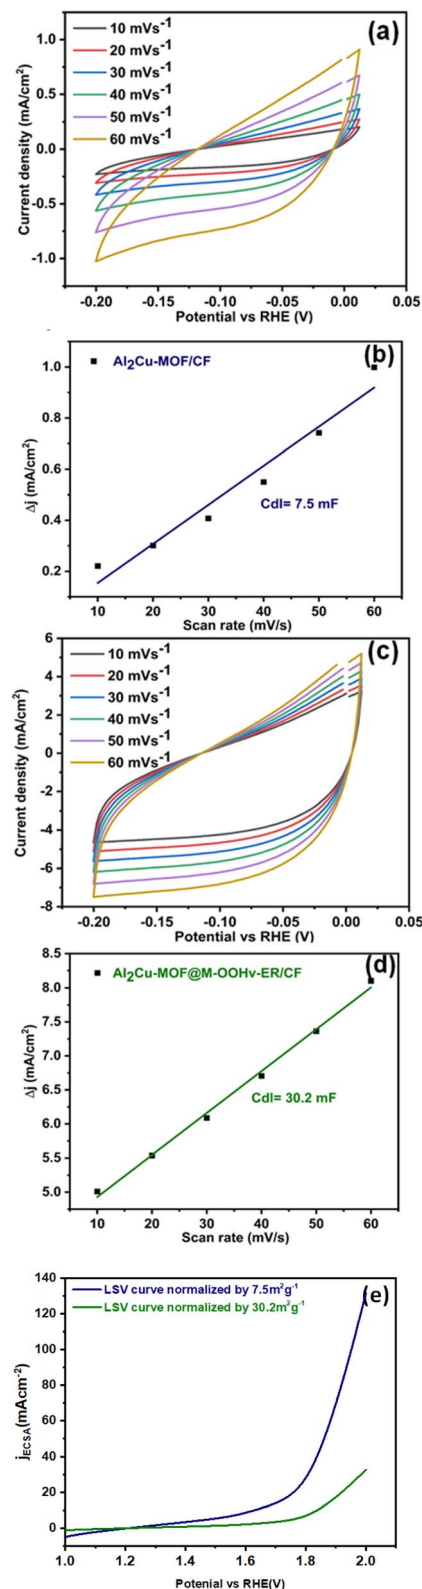 (a)
10 mVs⁻¹
20 mVs⁻¹
30 mVs⁻¹
40 mVs⁻¹
50 mVs⁻¹
60 mVs⁻¹
1.0
0.5
0.0
-0.5
-1.0
Current density (mA/cm²)
-0.20 -0.15 -0.10 -0.05 0.00 0.05
Potential vs RHE (V)
(b)
Al₂Cu-MOF/CF
1.0
0.8
0.6
0.4
0.2
Δj (mA/cm²)
Cdl= 7.5 mF
10 20 30 40 50 60
Scan rate (mV/s)
(c)
10 mVs⁻¹
20 mVs⁻¹
30 mVs⁻¹
40 mVs⁻¹
50 mVs⁻¹
60 mVs⁻¹
6
4
2
0
-2
-4
-6
-8
Current density (mA/cm²)
-0.20 -0.15 -0.10 -0.05 0.00 0.05
Potential vs RHE (V)
(d)
Al₂Cu-MOF@M-OOHv-ER/CF
8.5
8.0
7.5
7.0
6.5
6.0
5.5
5.0
Δj (mA/cm²)
Cdl= 30.2 mF
10 20 30 40 50 60
Scan rate (mV/s)
(e)
LSV curve normalized by 7.5m²g⁻¹
LSV curve normalized by 30.2m²g⁻¹
140
120
100
80
60
40
20
0
jECSA(mAcm⁻²)
1.0 1.2 1.4 1.6 1.8 2.0
Potenial vs RHE(V)